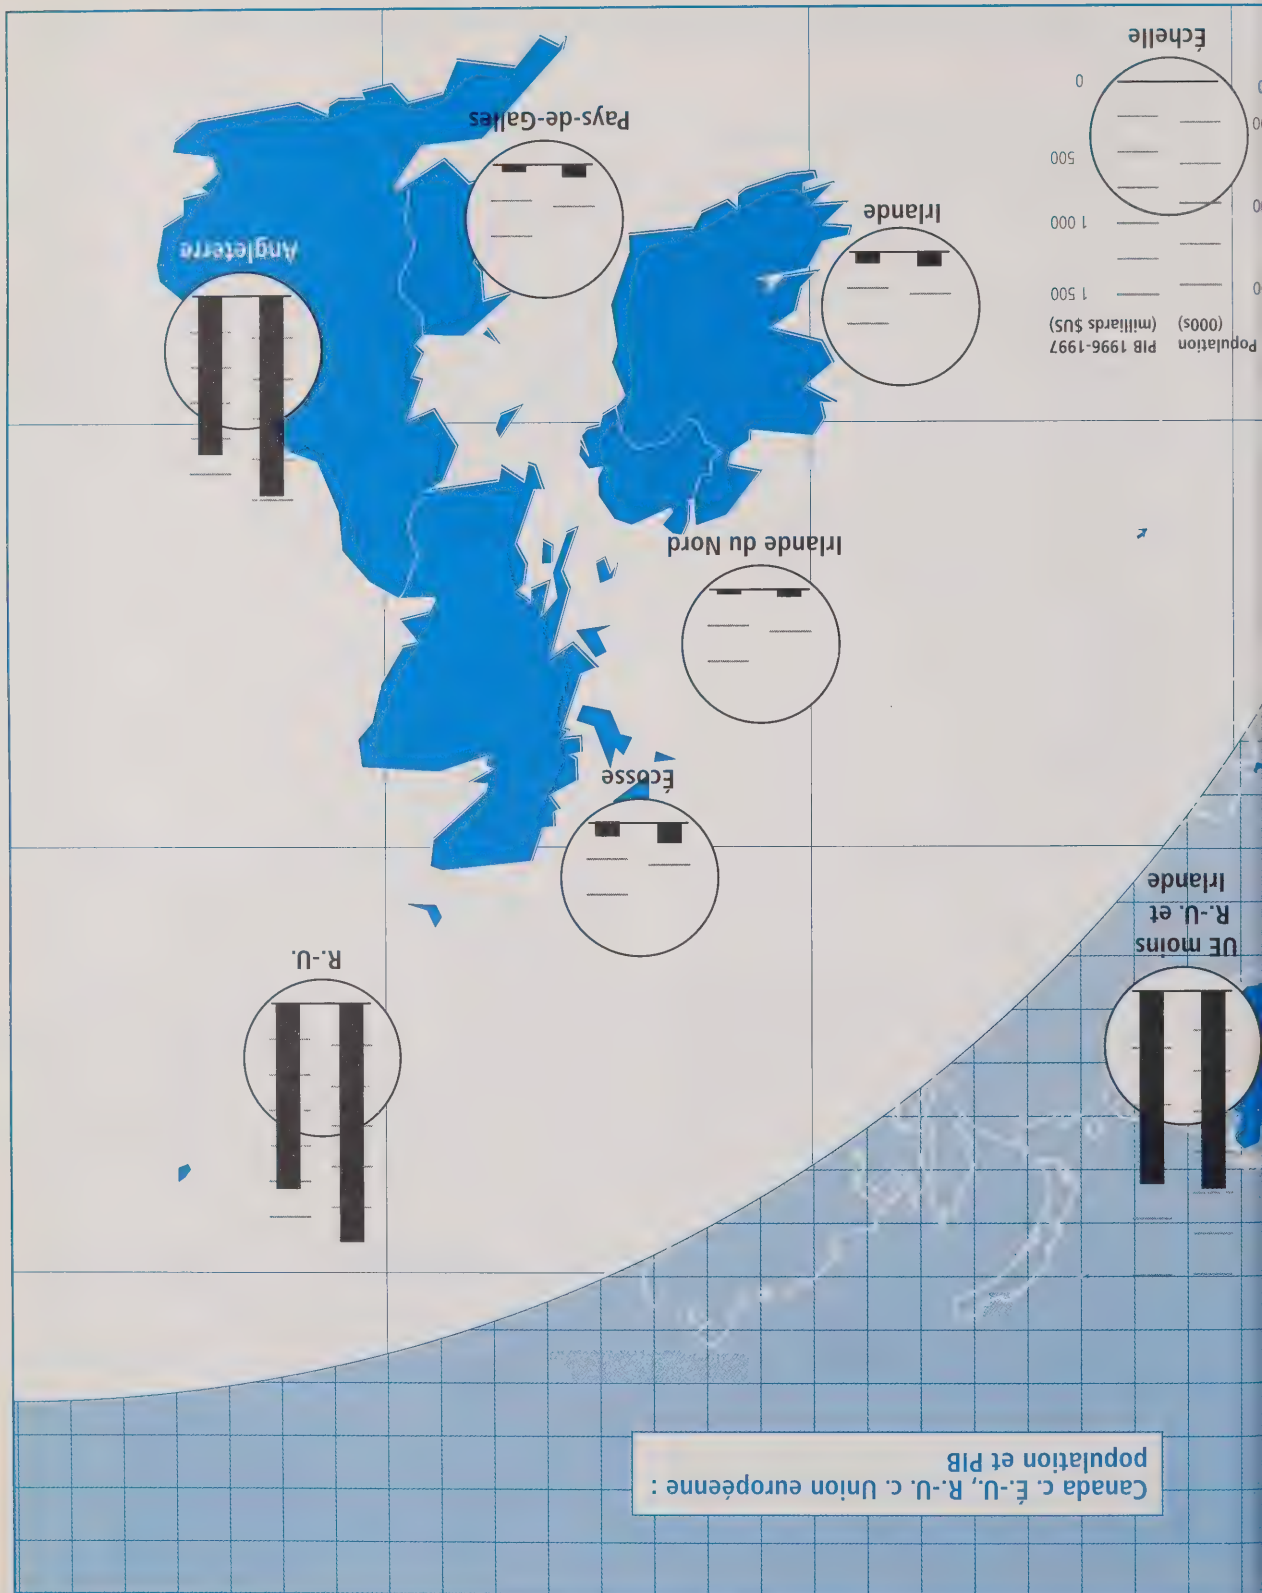 Canada c. É.-U., R.-U. c. Union européenne :
population et PIB
UE moins
R.-U. et
Irlande
R.-U.
Écosse
Irlande du Nord
Angleterre
Irlande
Pays-de-Galles
Population PIB 1996-1997
(000s) (milliards $US)
1 500
1 000
500
0
Échelle